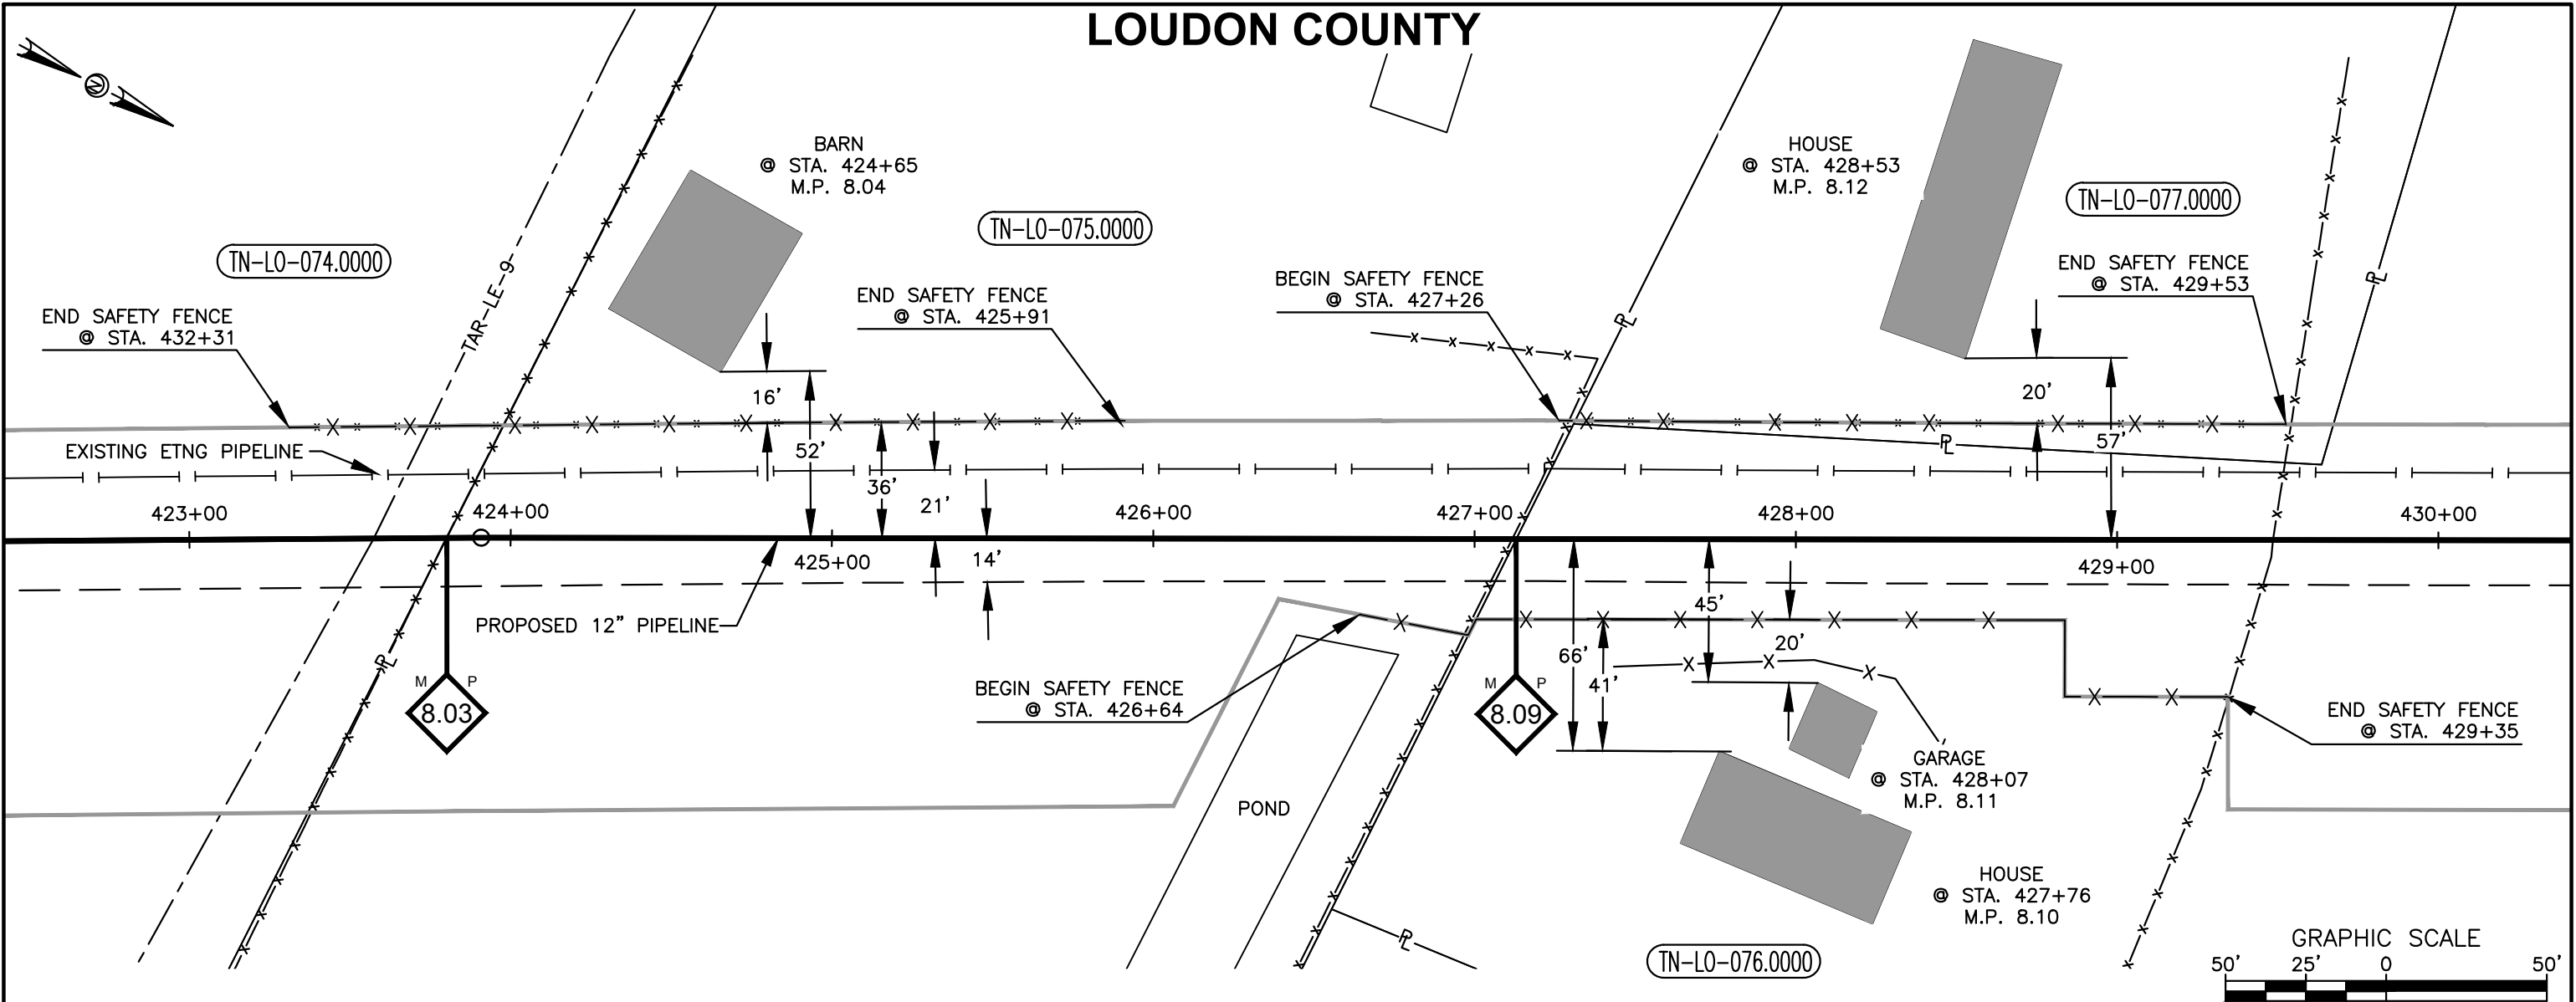 LOUDON COUNTY
N
BARN
@ STA. 424+65
M.P. 8.04
HOUSE
@ STA. 428+53
M.P. 8.12
TN-LO-074.0000
TN-LO-075.0000
TN-LO-077.0000
TAR-LE-9
END SAFETY FENCE
@ STA. 432+31
END SAFETY FENCE
@ STA. 425+91
BEGIN SAFETY FENCE
@ STA. 427+26
END SAFETY FENCE
@ STA. 429+53
PL
PL
16'
52'
36'
21'
14'
20'
57'
PL
EXISTING ETNG PIPELINE
423+00
424+00
425+00
426+00
427+00
428+00
429+00
430+00
PROPOSED 12" PIPELINE
PL
M P
8.03
BEGIN SAFETY FENCE
@ STA. 426+64
M P
8.09
66'
41'
45'
20'
END SAFETY FENCE
@ STA. 429+35
GARAGE
@ STA. 428+07
M.P. 8.11
POND
HOUSE
@ STA. 427+76
M.P. 8.10
PL
TN-LO-076.0000
GRAPHIC SCALE
50' 25' 0 50'